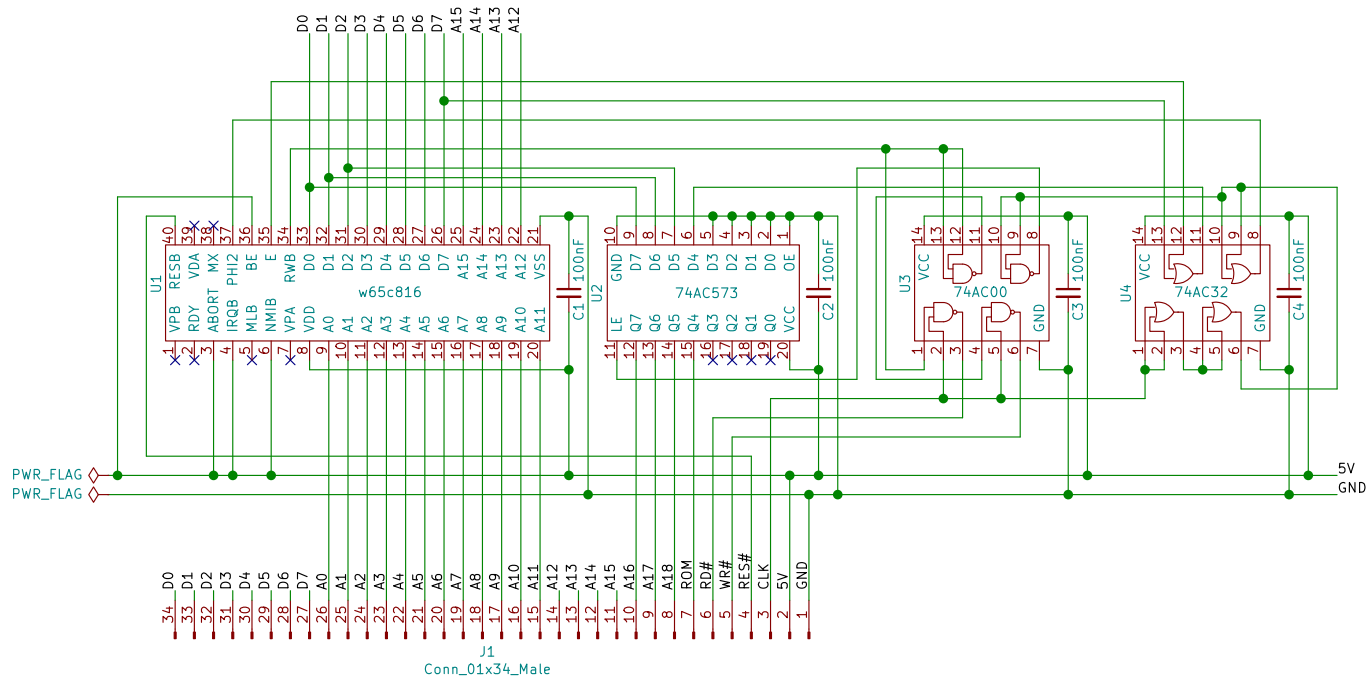 D0 D1 D2 D3 D4 D5 D6 D7 A15 A14 A13 A12
40 39 38 37 36 35 34 33 32 31 30 29 28 27 26 25 24 23 22 21
RESB VDA MX PHI2 BE E RWB D0 D1 D2 D3 D4 D5 D6 D7 A15 A14 A13 A12 VSS
U1 w65c816
VPB RDY ABORT IRQB MLB NMIB VPA VDD A0 A1 A2 A3 A4 A5 A6 A7 A8 A9 A10 A11
1 2 3 4 5 6 7 8 9 10 11 12 13 14 15 16 17 18 19 20
100nF
C1
10 9 8 7 6 5 4 3 2 1
GND D7 D6 D5 D4 D3 D2 D1 D0 OE
U2 74AC573
LE Q7 Q6 Q5 Q4 Q3 Q2 Q1 Q0 VCC
11 12 13 14 15 16 17 18 19 20
100nF
C2
14 13 12 11 10 9 8
VCC
U3 74AC00
GND
1 2 3 4 5 6 7
100nF
C3
14 13 12 11 10 9 8
VCC
U4 74AC32
GND
1 2 3 4 5 6 7
100nF
C4
PWR_FLAG
5V
PWR_FLAG
GND
D0 D1 D2 D3 D4 D5 D6 D7 A0 A1 A2 A3 A4 A5 A6 A7 A8 A9 A10 A11 A12 A13 A14 A15 A16 A17 A18 ROM RD# WR# RES# CLK 5V GND
34 33 32 31 30 29 28 27 26 25 24 23 22 21 20 19 18 17 16 15 14 13 12 11 10 9 8 7 6 5 4 3 2 1
J1
Conn_01x34_Male